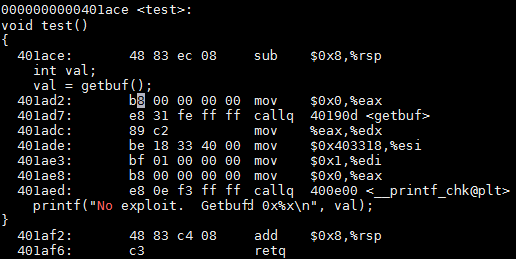 0000000000401ace <test>:
void test()
{
  401ace:       48 83 ec 08             sub    $0x8,%rsp
    int val;
    val = getbuf();
  401ad2:       b8 00 00 00 00          mov    $0x0,%eax
  401ad7:       e8 31 fe ff ff          callq  40190d <getbuf>
  401adc:       89 c2                   mov    %eax,%edx
  401ade:       be 18 33 40 00          mov    $0x403318,%esi
  401ae3:       bf 01 00 00 00          mov    $0x1,%edi
  401ae8:       b8 00 00 00 00          mov    $0x0,%eax
  401aed:       e8 0e f3 ff ff          callq  400e00 <__printf_chk@plt>
    printf("No exploit.  Getbufd 0x%x\n", val);
}
  401af2:       48 83 c4 08             add    $0x8,%rsp
  401af6:       c3                      retq